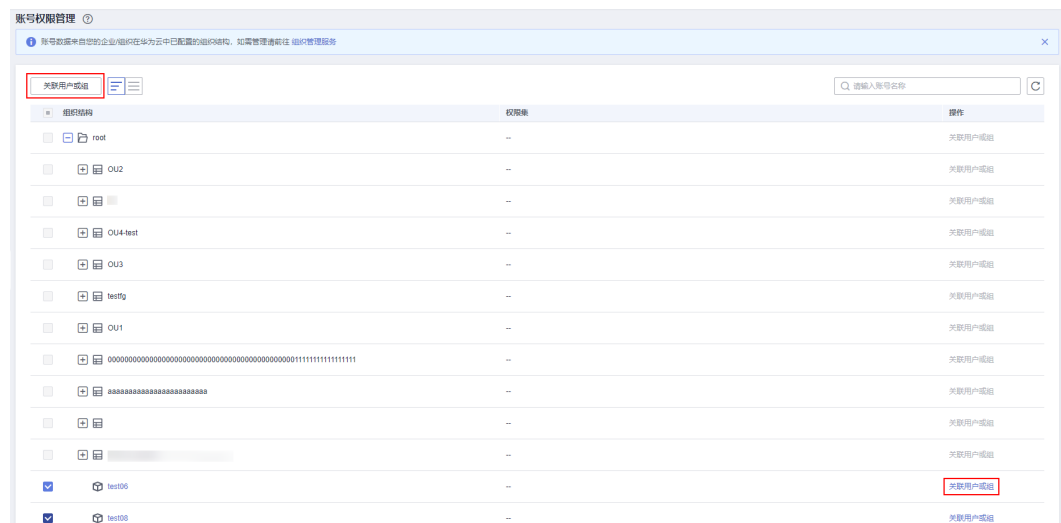 账号权限管理
账号数据来自您的企业/组织在华为云中已配置的组织结构，如需管理请前往 组织管理服务
关联用户或组
请输入账号名称
组织结构 权限集 操作
root -- 关联用户或组
OU2 -- 关联用户或组
-- 关联用户或组
OU4-test -- 关联用户或组
OU3 -- 关联用户或组
testfg -- 关联用户或组
OU1 -- 关联用户或组
-- 关联用户或组
-- 关联用户或组
-- 关联用户或组
-- 关联用户或组
test06 -- 关联用户或组
test08 -- 关联用户或组